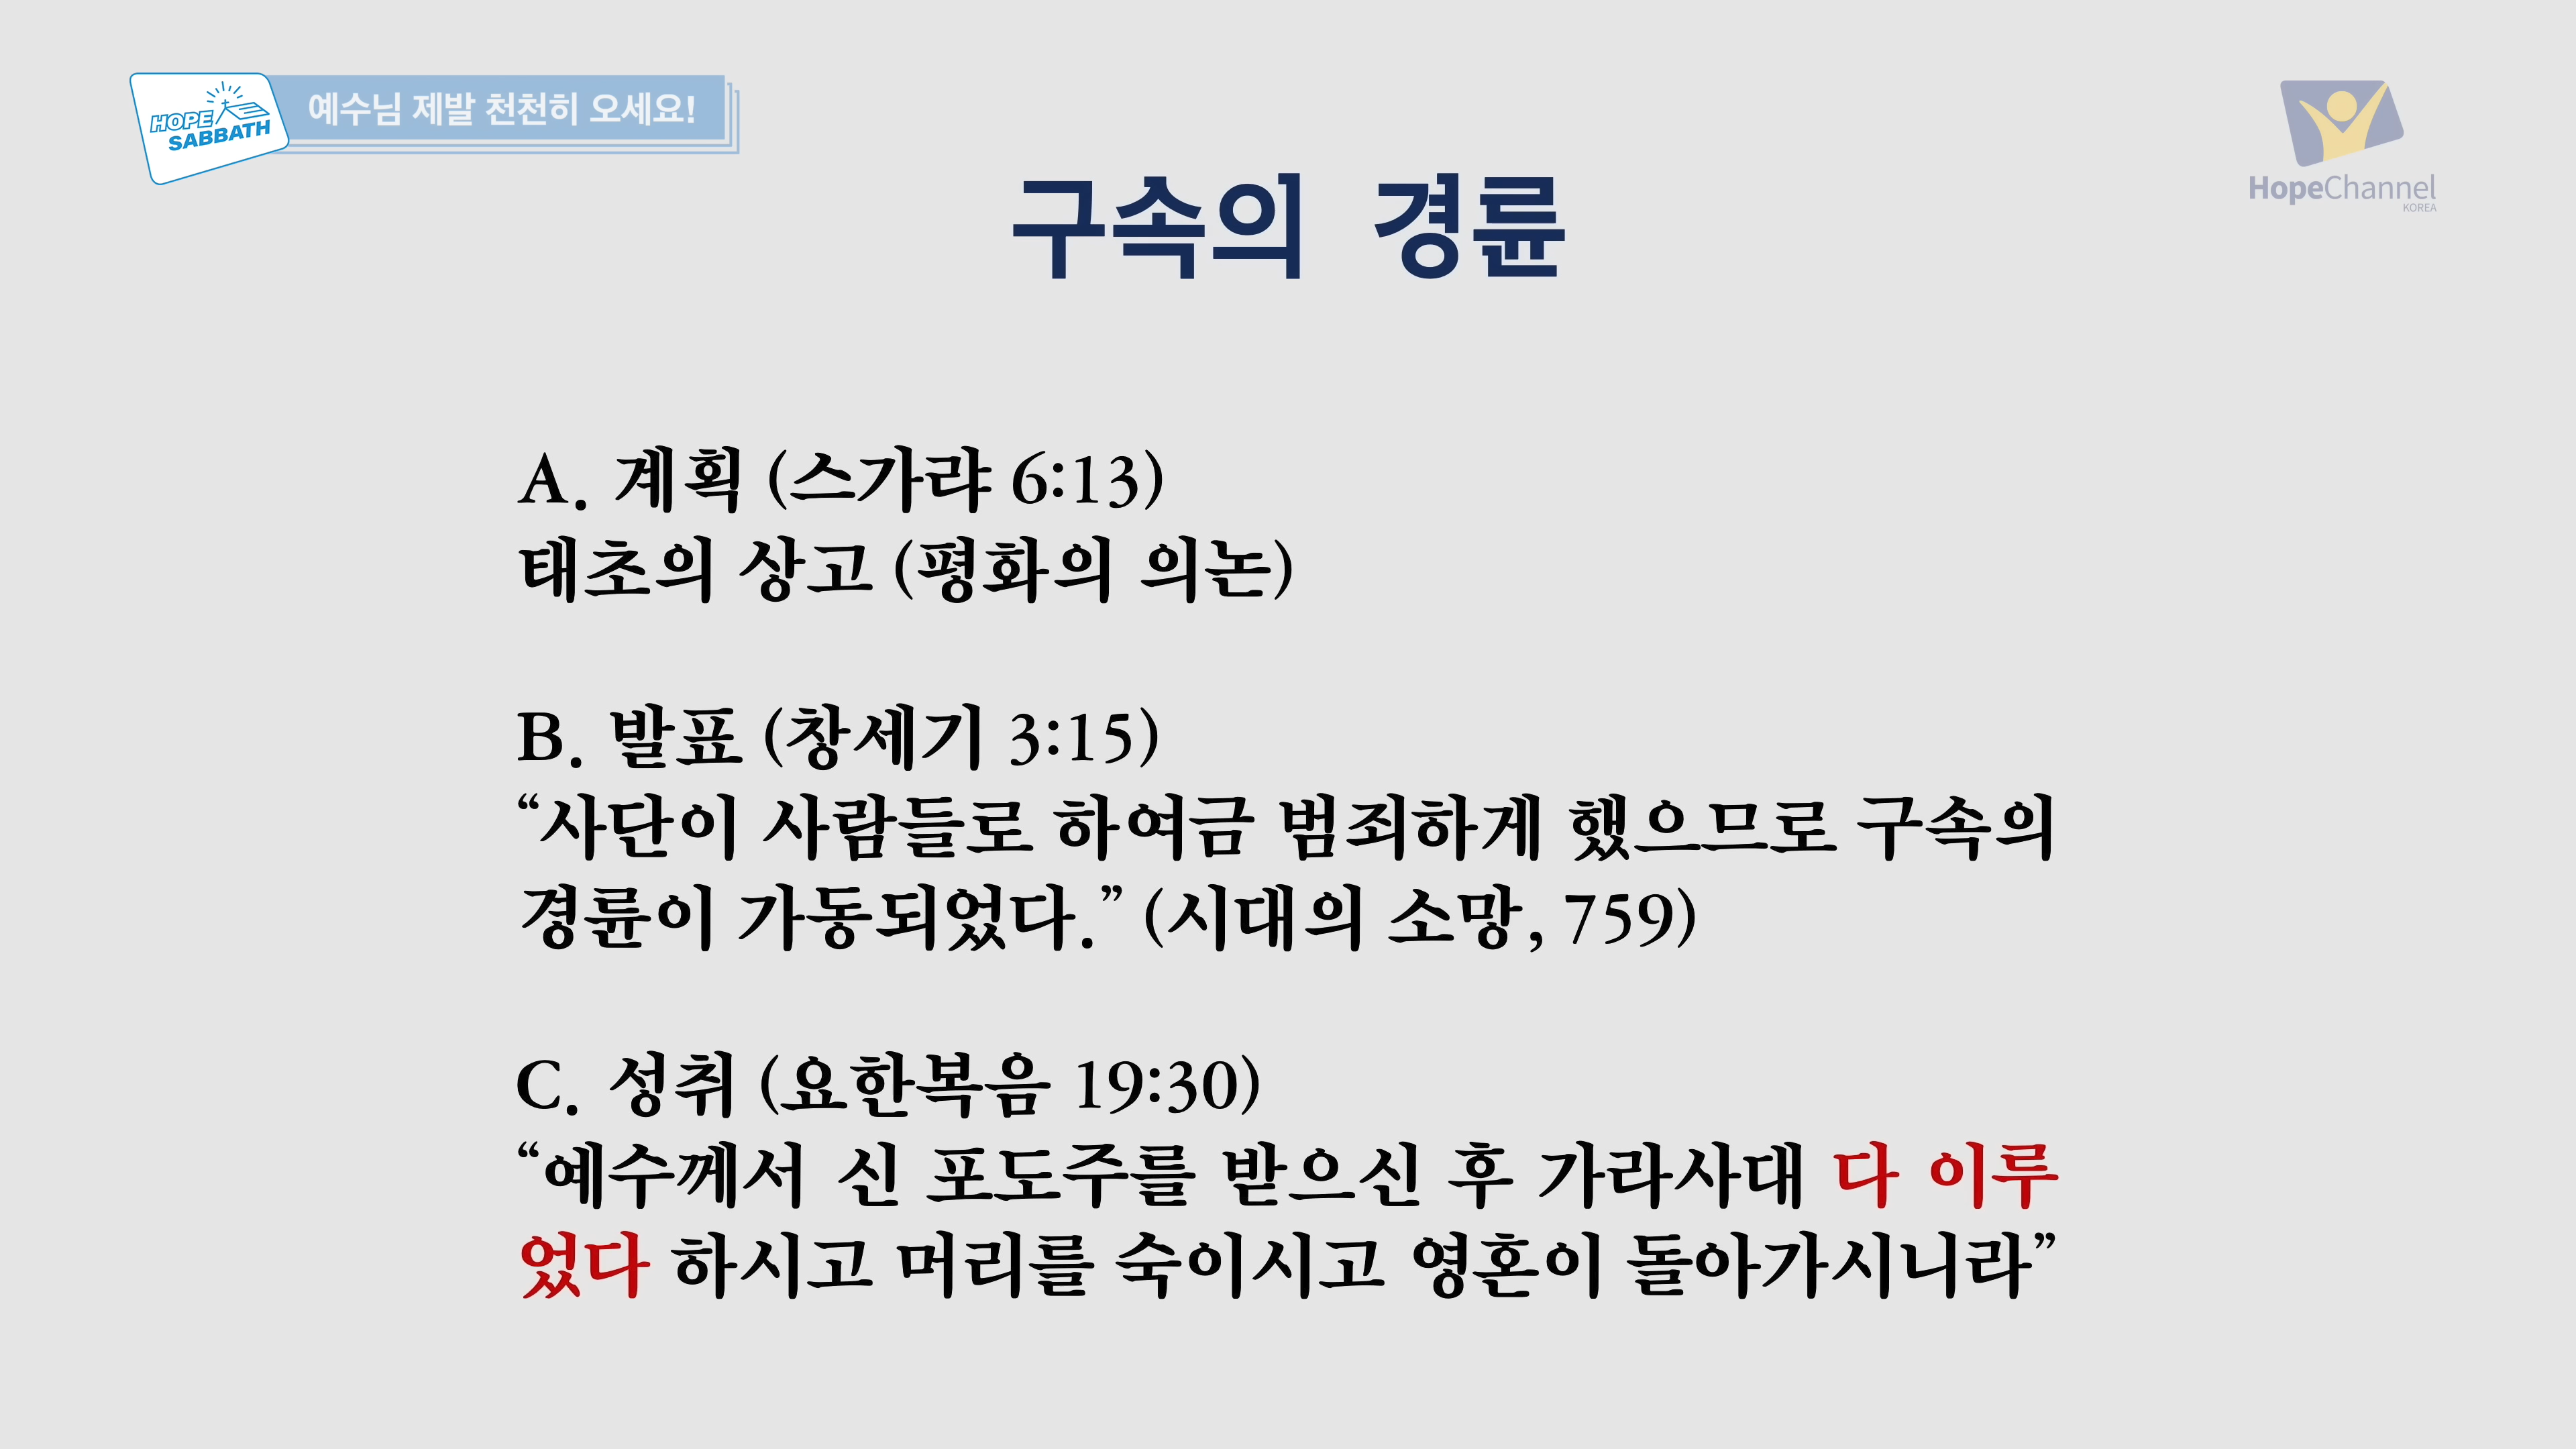 HOPE
SABBATH
예수님 제발 천천히 오세요!
HopeChannel
KOREA
구속의 경륜
A. 계획 (스가랴 6:13)
태초의 상고 (평화의 의논)
B. 발표 (창세기 3:15)
“사단이 사람들로 하여금 범죄하게 했으므로 구속의
경륜이 가동되었다.” (시대의 소망, 759)
C. 성취 (요한복음 19:30)
“예수께서 신 포도주를 받으신 후 가라사대 다 이루
었다 하시고 머리를 숙이시고 영혼이 돌아가시니라”